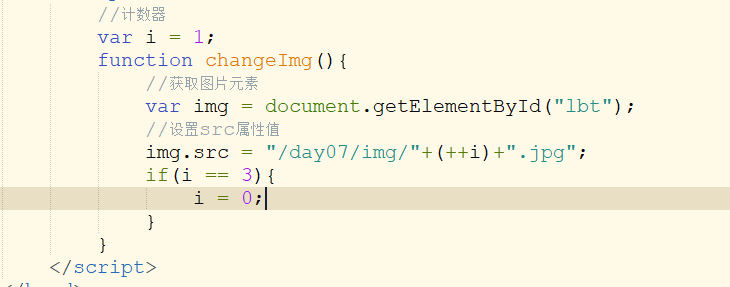 //计数器
var i = 1;
function changeImg(){
//获取图片元素
var img = document.getElementById("lbt");
//设置src属性值
img.src = "/day07/img/"+(++i)+".jpg";
if(i == 3){
i = 0;
}
}
</script>